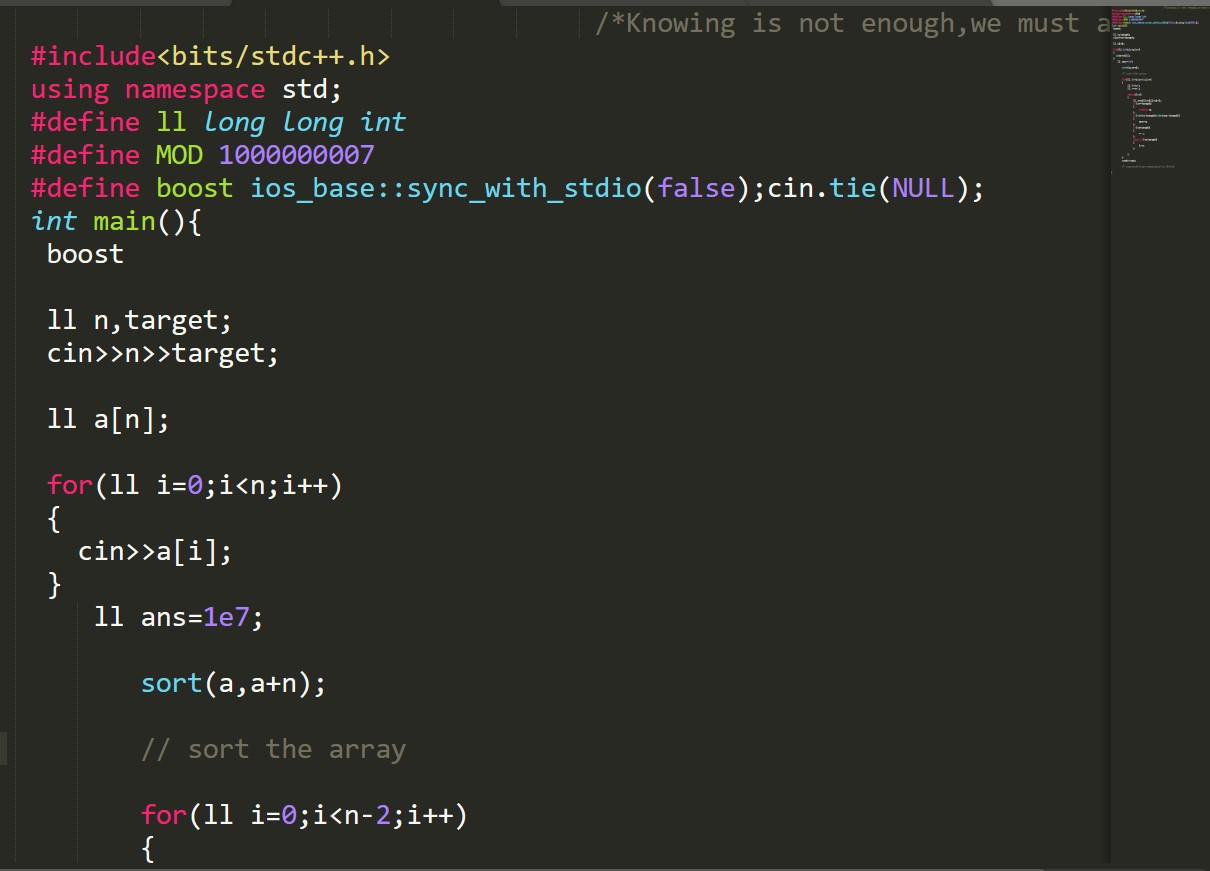 /*Knowing is not enough,we must
#include<bits/stdc++.h>
using namespace std;
#define ll long long int
#define MOD 1000000007
#define boost ios_base::sync_with_stdio(false);cin.tie(NULL);
int main(){
boost
ll n,target;
cin>>n>>target;
ll a[n];
for(ll i=0;i<n;i++)
{
cin>>a[i];
}
ll ans=1e7;
sort(a,a+n);
// sort the array
for(ll i=0;i<n-2;i++)
{